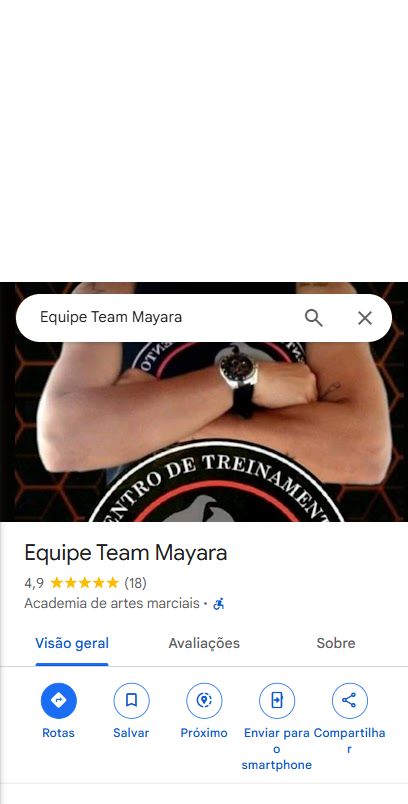 Equipe Team Mayara
ENTRO DE TREINAMENT
Equipe Team Mayara
4,9 ★★★★★ (18)
Academia de artes marciais ·
Visão geral Avaliações Sobre
Rotas Salvar Próximo Enviar para Compartilha
o r
smartphone